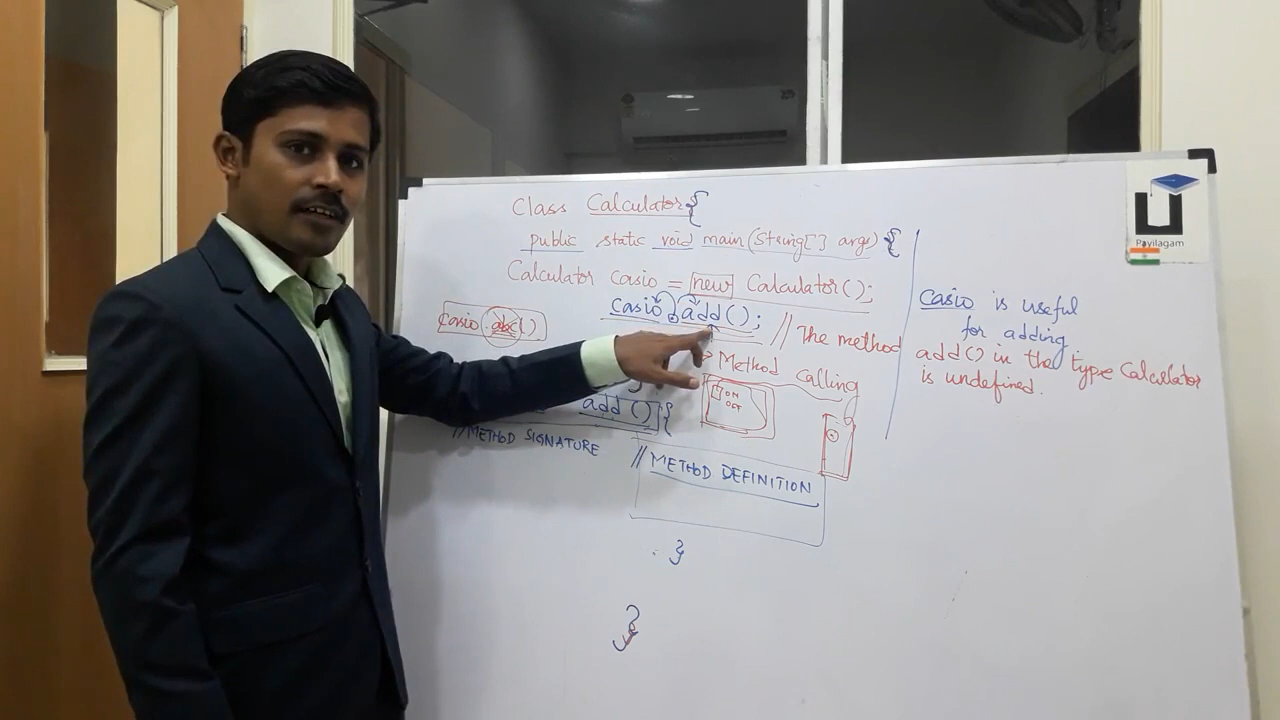 Class Calculator{
public static void main(String[] args) {
Calculator casio = new Calculator();
casio.add();
casio.abc()
// The method
add() in the type Calculator
is undefined.
Method Calling
ON
OFF
add(){
//METHOD SIGNATURE
// METHOD DEFINITION
}
}
casio is useful
for adding
Payilagam